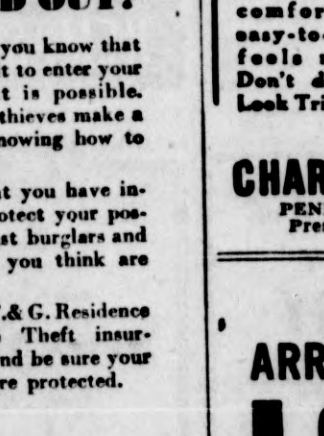 D OUT!
you know that
t to enter your
t is possible.
thieves make a
nowing how to
at you have in-
otect your pos-
st burglars and
you think are
.& G. Residence
Theft insur-
nd be sure your
re protected.
comfor
easy-to-
feels
Don't d
Look Tri
CHAR
PEN
Pre
ARR